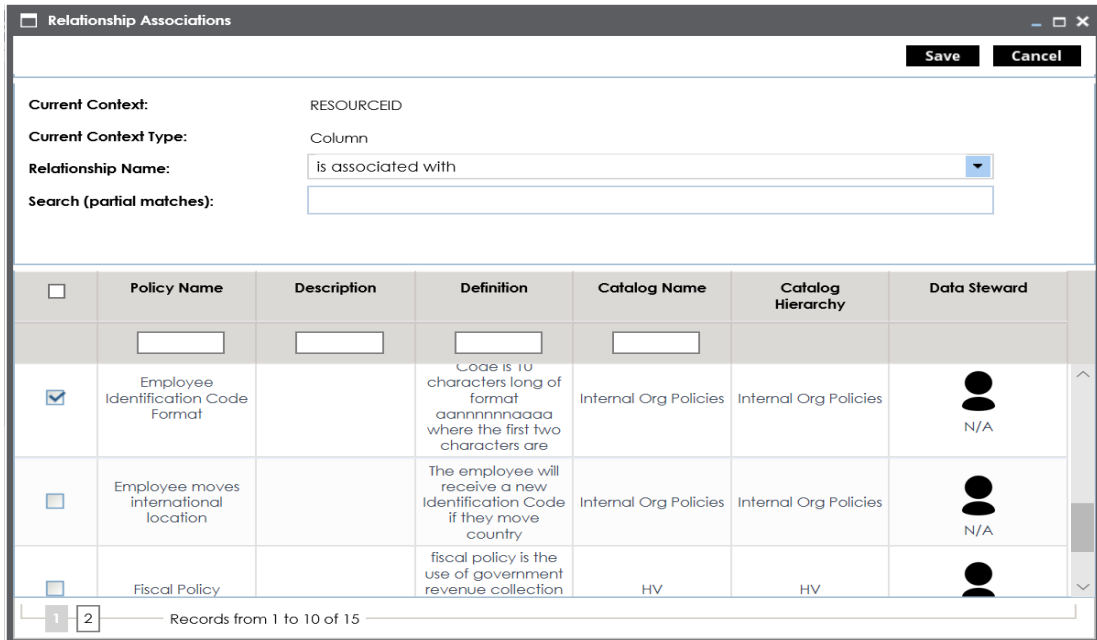 Relationship Associations
Save Cancel
Current Context: RESOURCEID
Current Context Type: Column
Relationship Name: is associated with
Search (partial matches):
Policy Name Description Definition Catalog Name Catalog Hierarchy Data Steward
Employee
Identification Code
Format
Code is 10
characters long of
format
aannnnnnaaaa
where the first two
characters are
Internal Org Policies Internal Org Policies
N/A
Employee moves
international
location
The employee will
receive a new
Identification Code
if they move
country
Internal Org Policies Internal Org Policies
N/A
Fiscal Policy
fiscal policy is the
use of government
revenue collection
HV HV
1 2 Records from 1 to 10 of 15